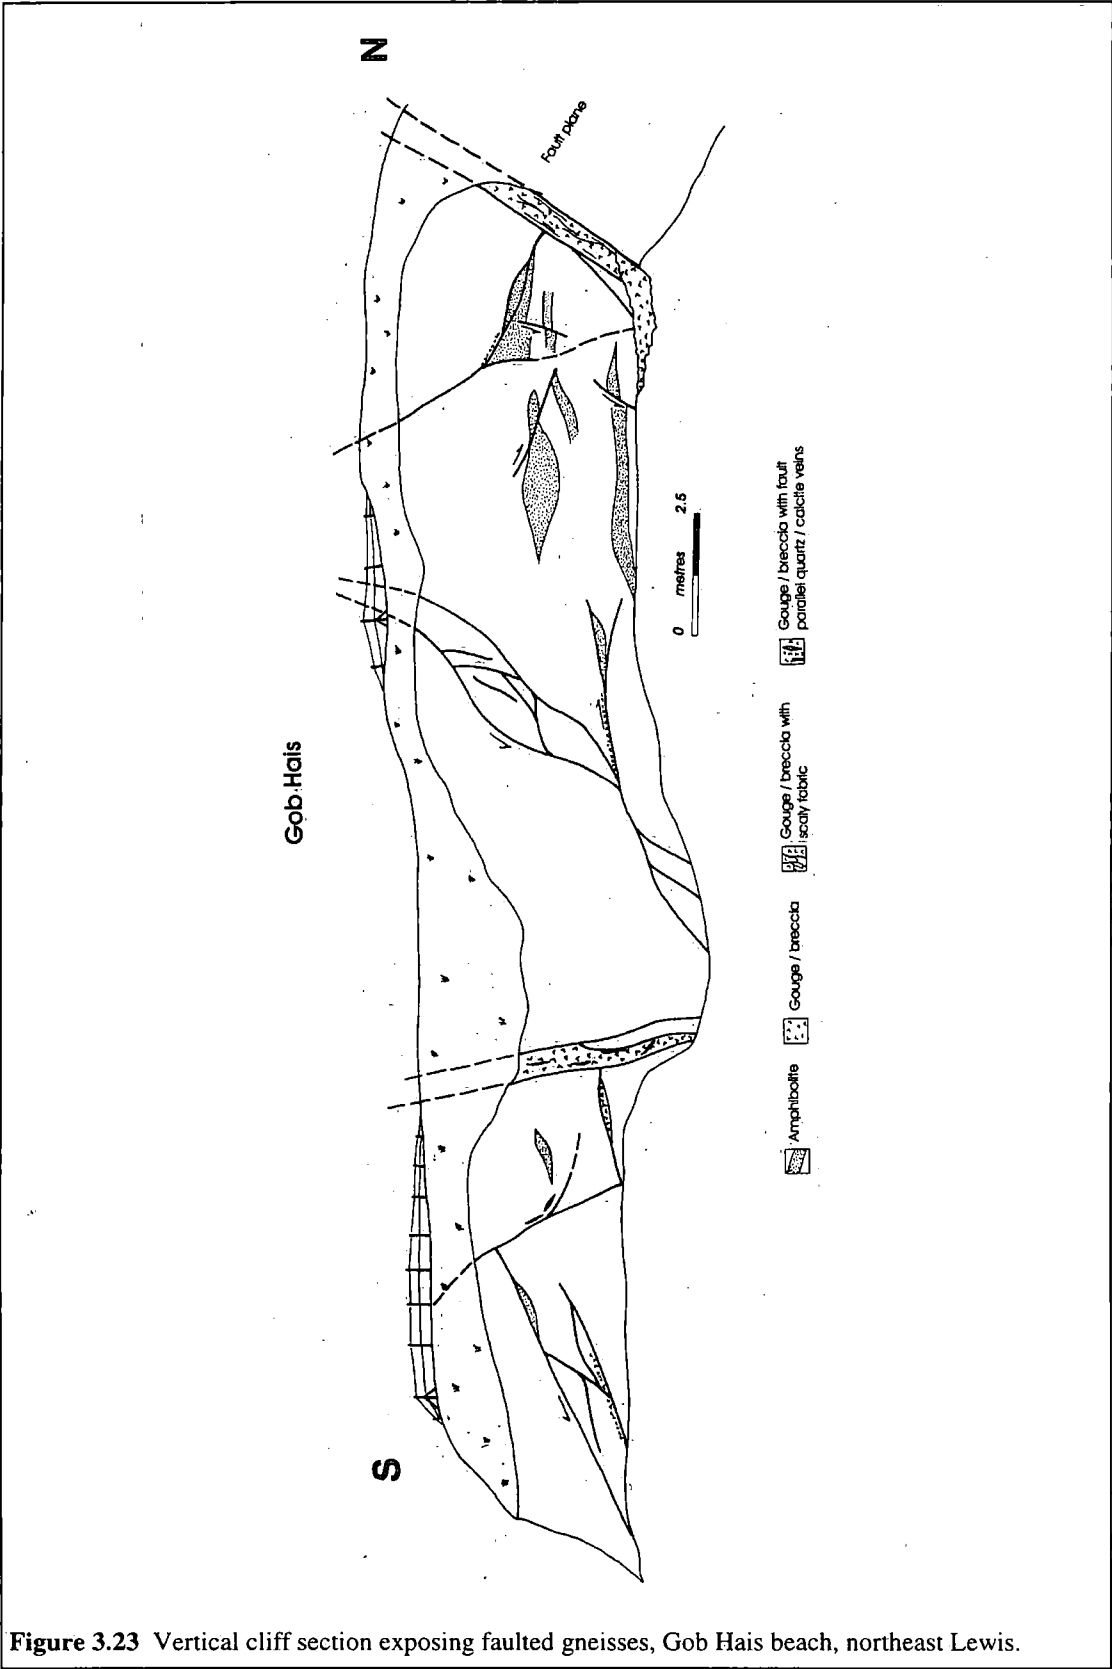 Gob Hais
S
N
Fault plane
0 metres 2.5
Amphibolite
Gouge / breccia
Gouge / breccia with
scaly fabric
Gouge / breccia with fault
parallel quartz / calcite veins
Figure 3.23 Vertical cliff section exposing faulted gneisses, Gob Hais beach, northeast Lewis.